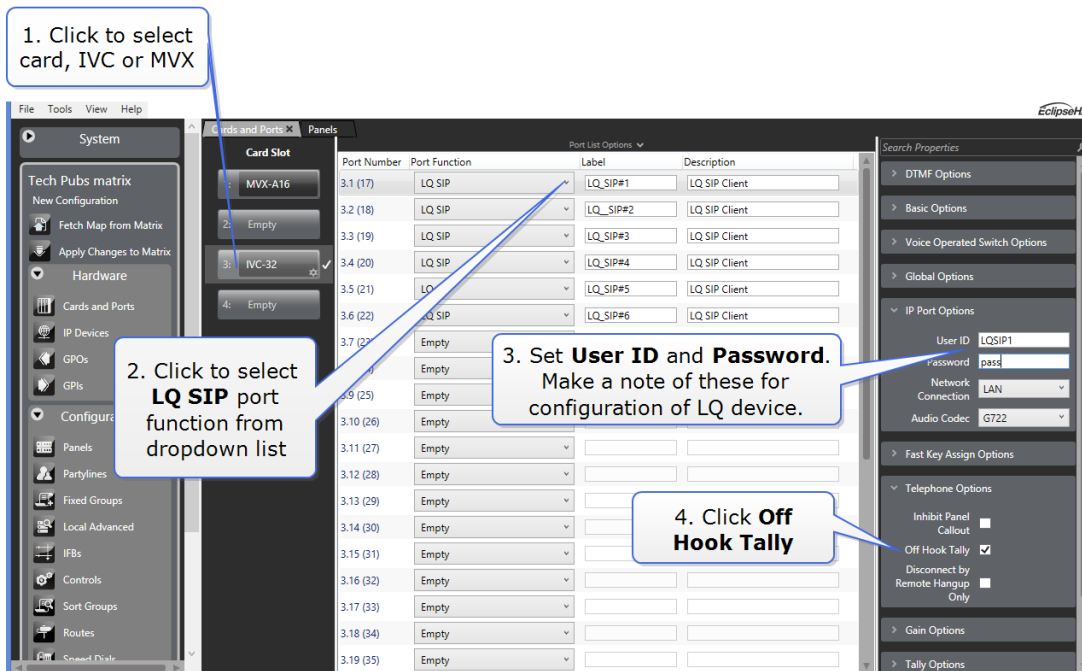 1. Click to select
card, IVC or MVX
File Tools View Help
EclipseH
System
Cards and Ports × Panels
Tech Pubs matrix
New Configuration
Fetch Map from Matrix
Apply Changes to Matrix
Hardware
Cards and Ports
IP Devices
GPOs
GPIs
Configura
Panels
Partylines
Fixed Groups
Local Advanced
IFBs
Controls
Sort Groups
Routes
Speed Dials
Card Slot
MVX-A16
2: Empty
3: IVC-32
4: Empty
2. Click to select
LQ SIP port
function from
dropdown list
Port List Options
Port Number Port Function Label Description
3.1 (17) LQ SIP LQ_SIP#1 LQ SIP Client
3.2 (18) LQ SIP LQ__SIP#2 LQ SIP Client
3.3 (19) LQ SIP LQ_SIP#3 LQ SIP Client
3.4 (20) LQ SIP LQ_SIP#4 LQ SIP Client
3.5 (21) LQ_SIP#5 LQ SIP Client
3.6 (22) LQ SIP LQ_SIP#6 LQ SIP Client
3.7 Empty
Empty
3.9 (25) Empty
3.10 (26) Empty
3.11 (27) Empty
3.12 (28) Empty
3.13 (29) Empty
3.14 (30) Empty
3.15 (31) Empty
3.16 (32) Empty
3.17 (33) Empty
3.18 (34) Empty
3.19 (35) Empty
3. Set User ID and Password.
Make a note of these for
configuration of LQ device.
4. Click Off
Hook Tally
Search Properties
DTMF Options
Basic Options
Voice Operated Switch Options
Global Options
IP Port Options
User ID LQSIP1
Password pass
Network
Connection LAN
Audio Codec G722
Fast Key Assign Options
Telephone Options
Inhibit Panel
Callout
Off Hook Tally
Disconnect by
Remote Hangup
Only
Gain Options
Tally Options